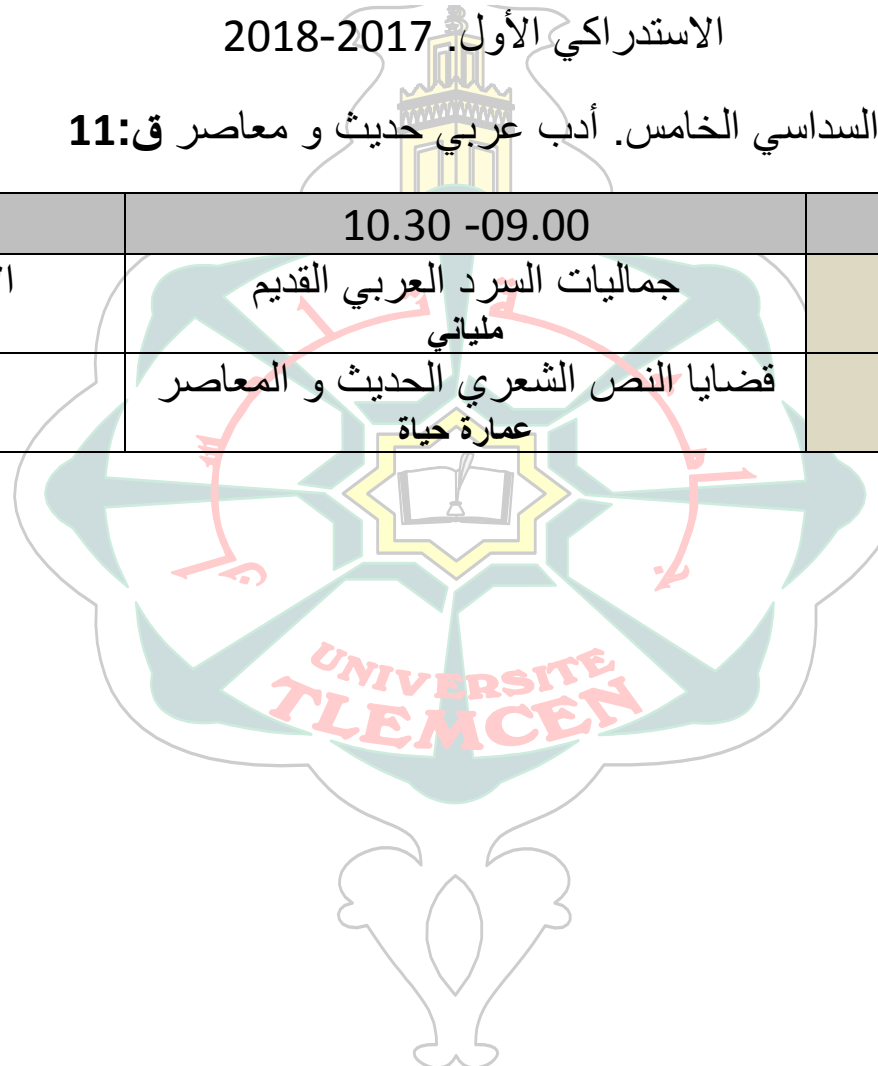 الاستدراكي الأول. 2017-2018
السداسي الخامس. أدب عربي حديث و معاصر ق:11
09.00- 10.30
جماليات السرد العربي القديم
ملياني
قضايا النص الشعري الحديث و المعاصر
عمارة حياة
UNIVERSITE
TLEMCEN